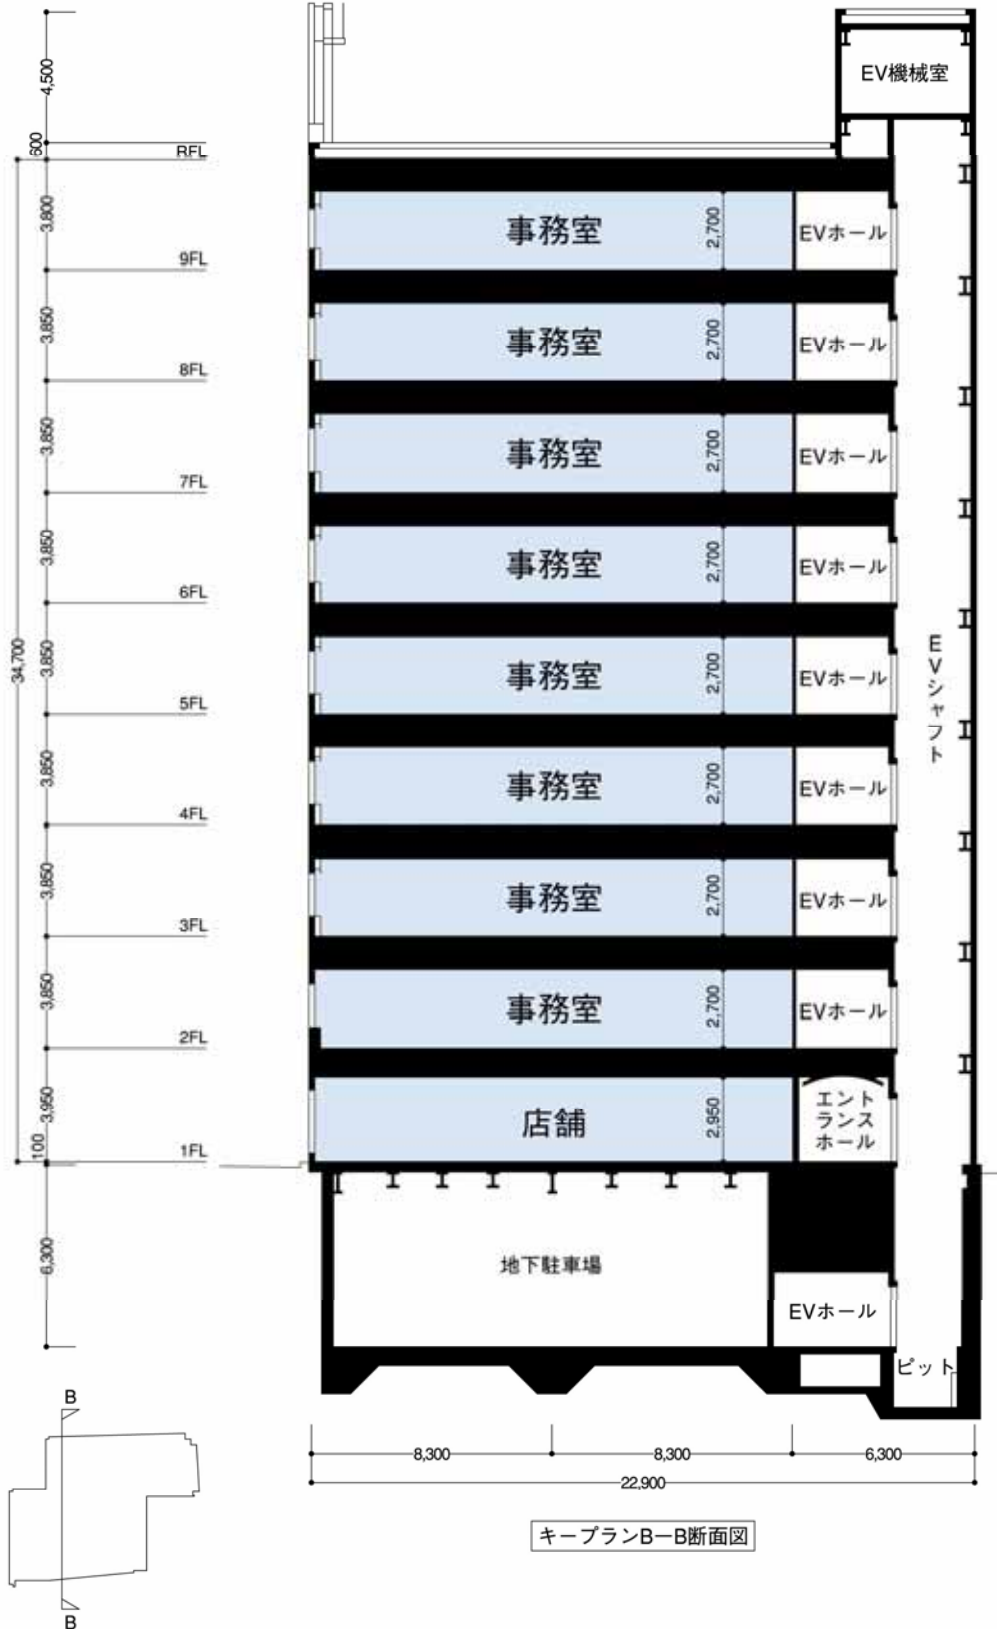 EV機械室
4,500
600
RFL
3,800
事務室
2,700
EVホール
9FL
3,850
事務室
2,700
EVホール
8FL
3,850
事務室
2,700
EVホール
7FL
3,850
事務室
2,700
EVホール
6FL
3,850
事務室
2,700
EVホール
5FL
3,850
事務室
2,700
EVホール
4FL
3,850
事務室
2,700
EVホール
3FL
3,850
事務室
2,700
EVホール
2FL
3,950
店舗
2,950
エント
ランス
ホール
100
1FL
34,700
EVシャフト
6,300
地下駐車場
EVホール
ピット
8,300
8,300
6,300
22,900
キープランB－B断面図
B
B